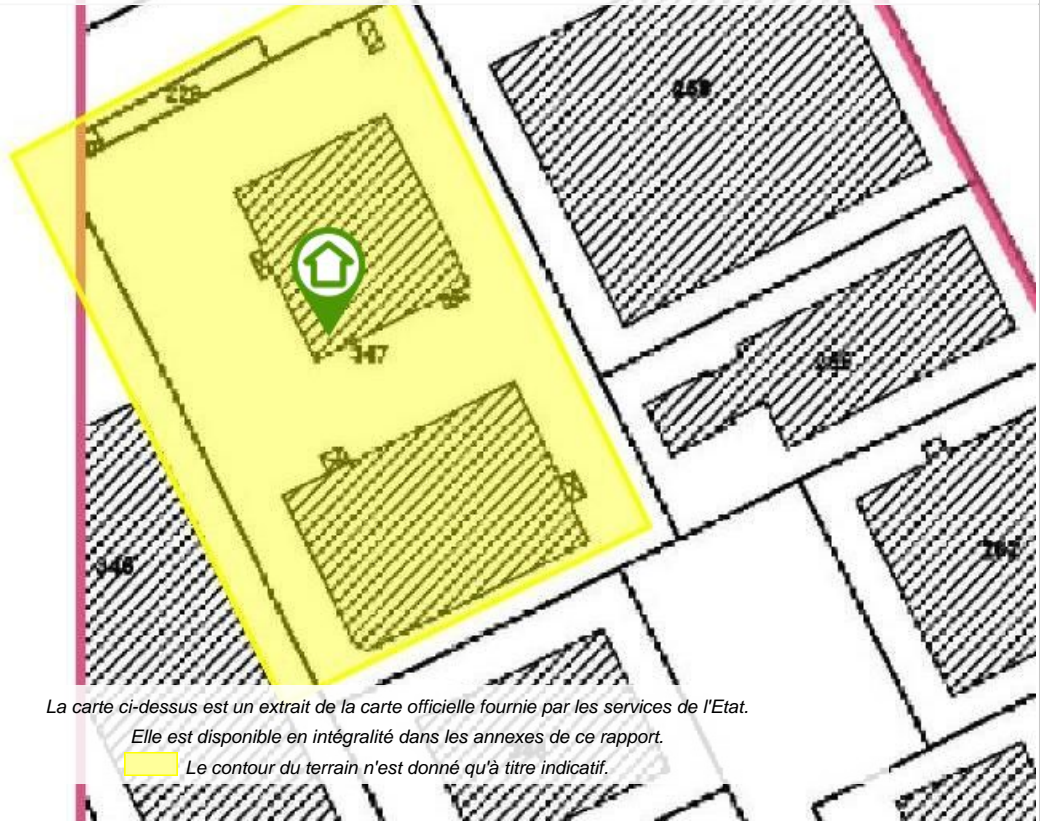 347
346
La carte ci-dessus est un extrait de la carte officielle fournie par les services de l'Etat.
Elle est disponible en intégralité dans les annexes de ce rapport.
Le contour du terrain n'est donné qu'à titre indicatif.